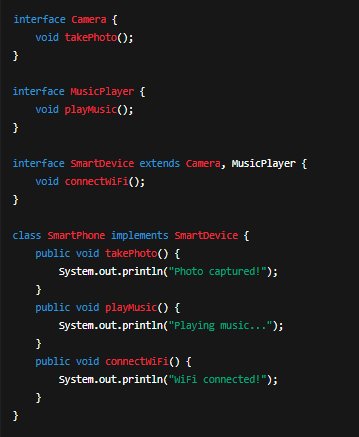 interface Camera {
    void takePhoto();
}

interface MusicPlayer {
    void playMusic();
}

interface SmartDevice extends Camera, MusicPlayer {
    void connectWiFi();
}

class SmartPhone implements SmartDevice {
    public void takePhoto() {
        System.out.println("Photo captured!");
    }
    public void playMusic() {
        System.out.println("Playing music...");
    }
    public void connectWiFi() {
        System.out.println("WiFi connected!");
    }
}